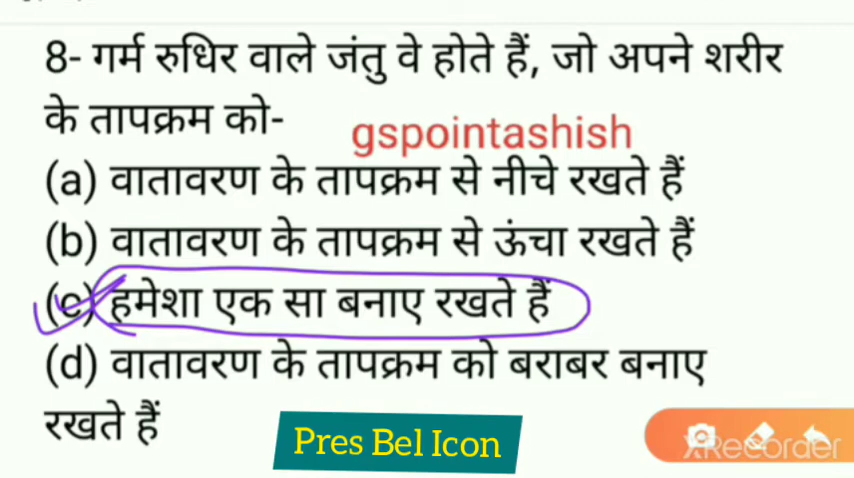 8- गर्म रुधिर वाले जंतु वे होते हैं, जो अपने शरीर
के तापक्रम को-
gspointashish
(a) वातावरण के तापक्रम से नीचे रखते हैं
(b) वातावरण के तापक्रम से ऊंचा रखते हैं
(c) हमेशा एक सा बनाए रखते हैं
(d) वातावरण के तापक्रम को बराबर बनाए
रखते हैं
Pres Bel Icon
XRecorder